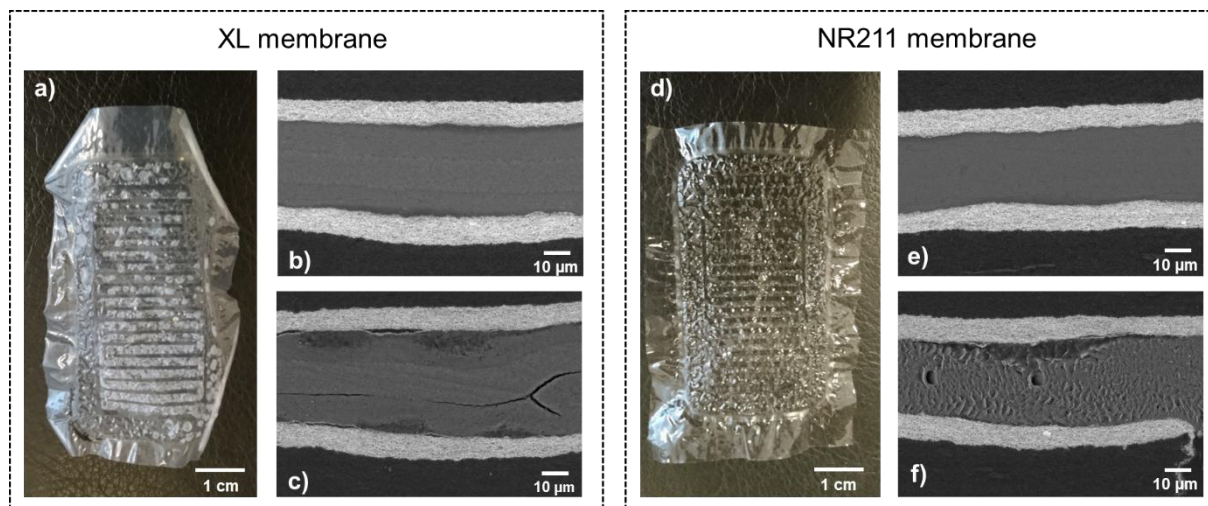 XL membrane
a)
b)
10 µm
1 cm
c)
10 µm
NR211 membrane
d)
e)
10 µm
1 cm
f)
10 µm